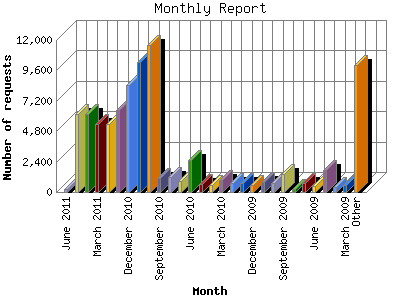 Monthly Report
Number of requests
12,000
9,600
7,200
4,800
2,400
0
June 2011
March 2011
December 2010
September 2010
June 2010
March 2010
December 2009
September 2009
June 2009
March 2009
Other
Month